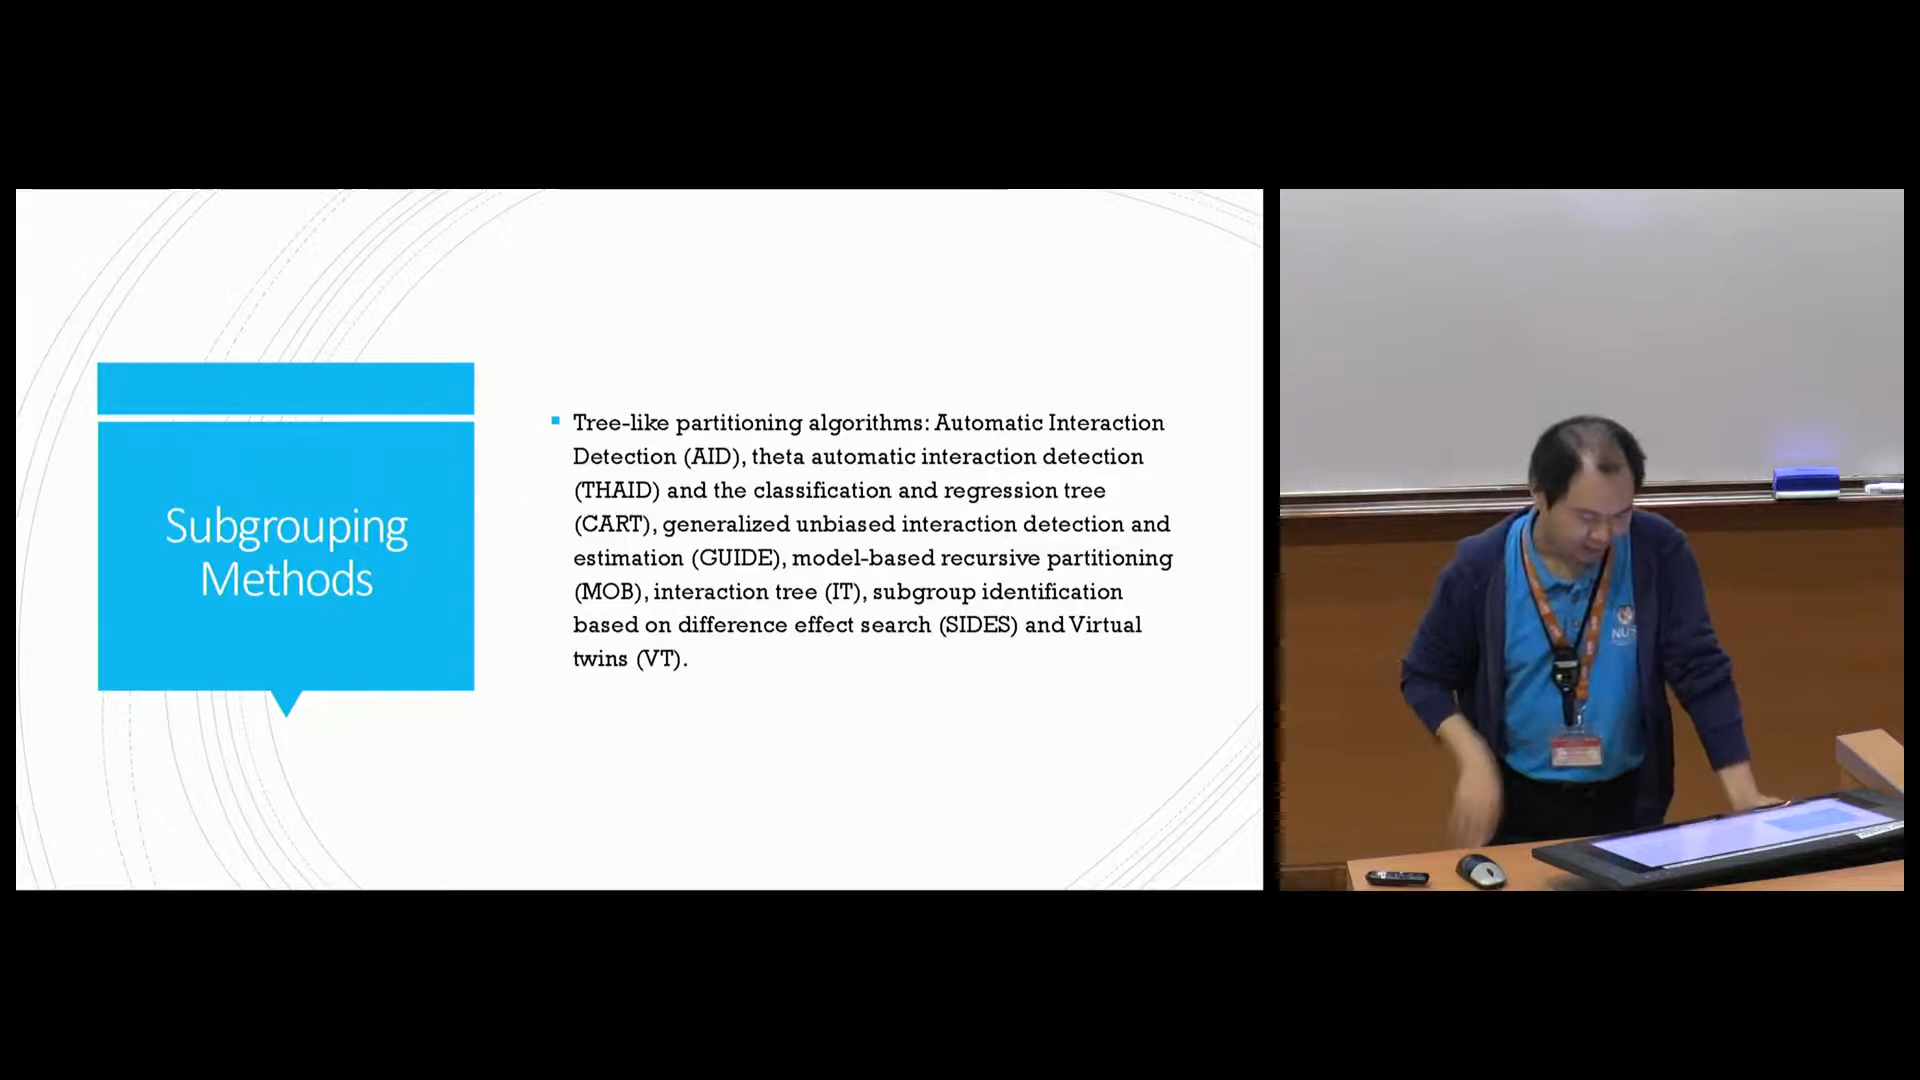 Subgrouping
Methods
Tree-like partitioning algorithms: Automatic Interaction
Detection (AID), theta automatic interaction detection
(THAID) and the classification and regression tree
(CART), generalized unbiased interaction detection and
estimation (GUIDE), model-based recursive partitioning
(MOB), interaction tree (IT), subgroup identification
based on difference effect search (SIDES) and Virtual
twins (VT).